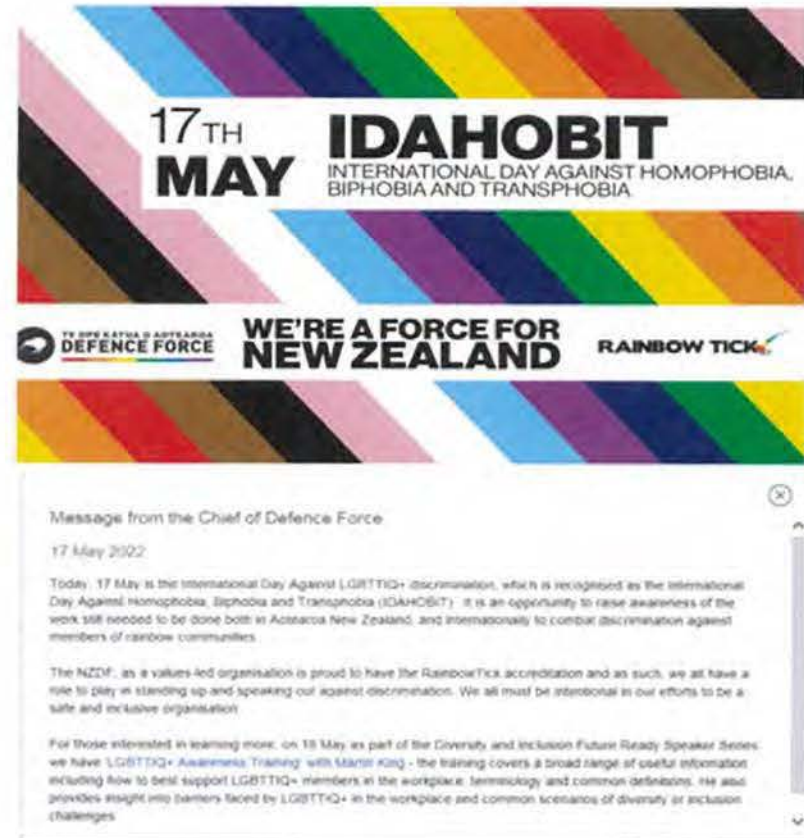 17TH
MAY
IDAHOBIT
INTERNATIONAL DAY AGAINST HOMOPHOBIA,
BIPHOBIA AND TRANSPHOBIA
TE OPE KATUA O AOTEAROA
DEFENCE FORCE
WE'RE A FORCE FOR
NEW ZEALAND
RAINBOW TICK
Message from the Chief of Defence Force
17 May 2022
Today, 17 May is the International Day Against LGBTTIQ+ discrimination, which is recognised as the International
Day Against Homophobia, Biphobia and Transphobia (IDAHOBIT). It is an opportunity to raise awareness of the
work still needed to be done both in Aotearoa New Zealand, and internationally to combat discrimination against
members of rainbow communities
The NZDF, as a values-led organisation is proud to have the RainbowTick accreditation and as such, we all have a
role to play in standing up and speaking out against discrimination. We all must be intentional in our efforts to be a
safe and inclusive organisation
For those interested in learning more, on 18 May as part of the Diversity and Inclusion Future Ready Speaker Series
we have 'LGBTTIQ+ Awareness Training' with Martin King - the training covers a broad range of useful information
including how to best support LGBTTIQ+ members in the workplace, terminology and common definitions. He also
provides insight into barriers faced by LGBTTIQ+ in the workplace and common scenarios of diversity or inclusion
challenges